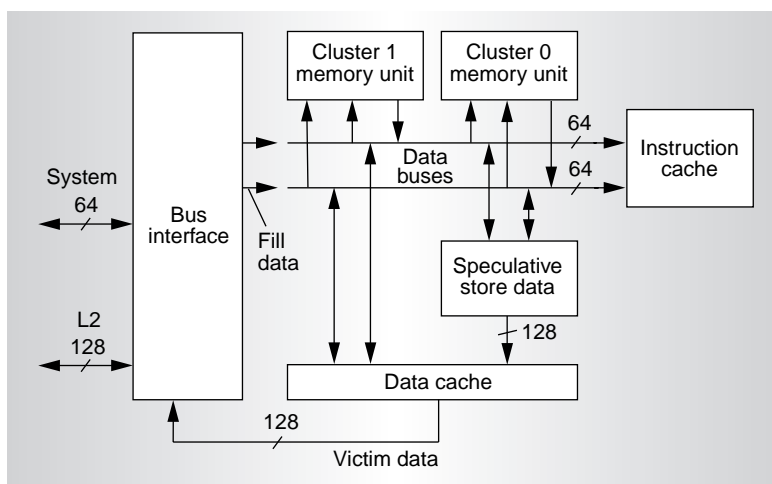 Cluster 1
memory unit
Cluster 0
memory unit
64
Data
buses
64
Instruction
cache
System
64
Bus
interface
Fill
data
Speculative
store data
L2
128
128
Data cache
128
Victim data